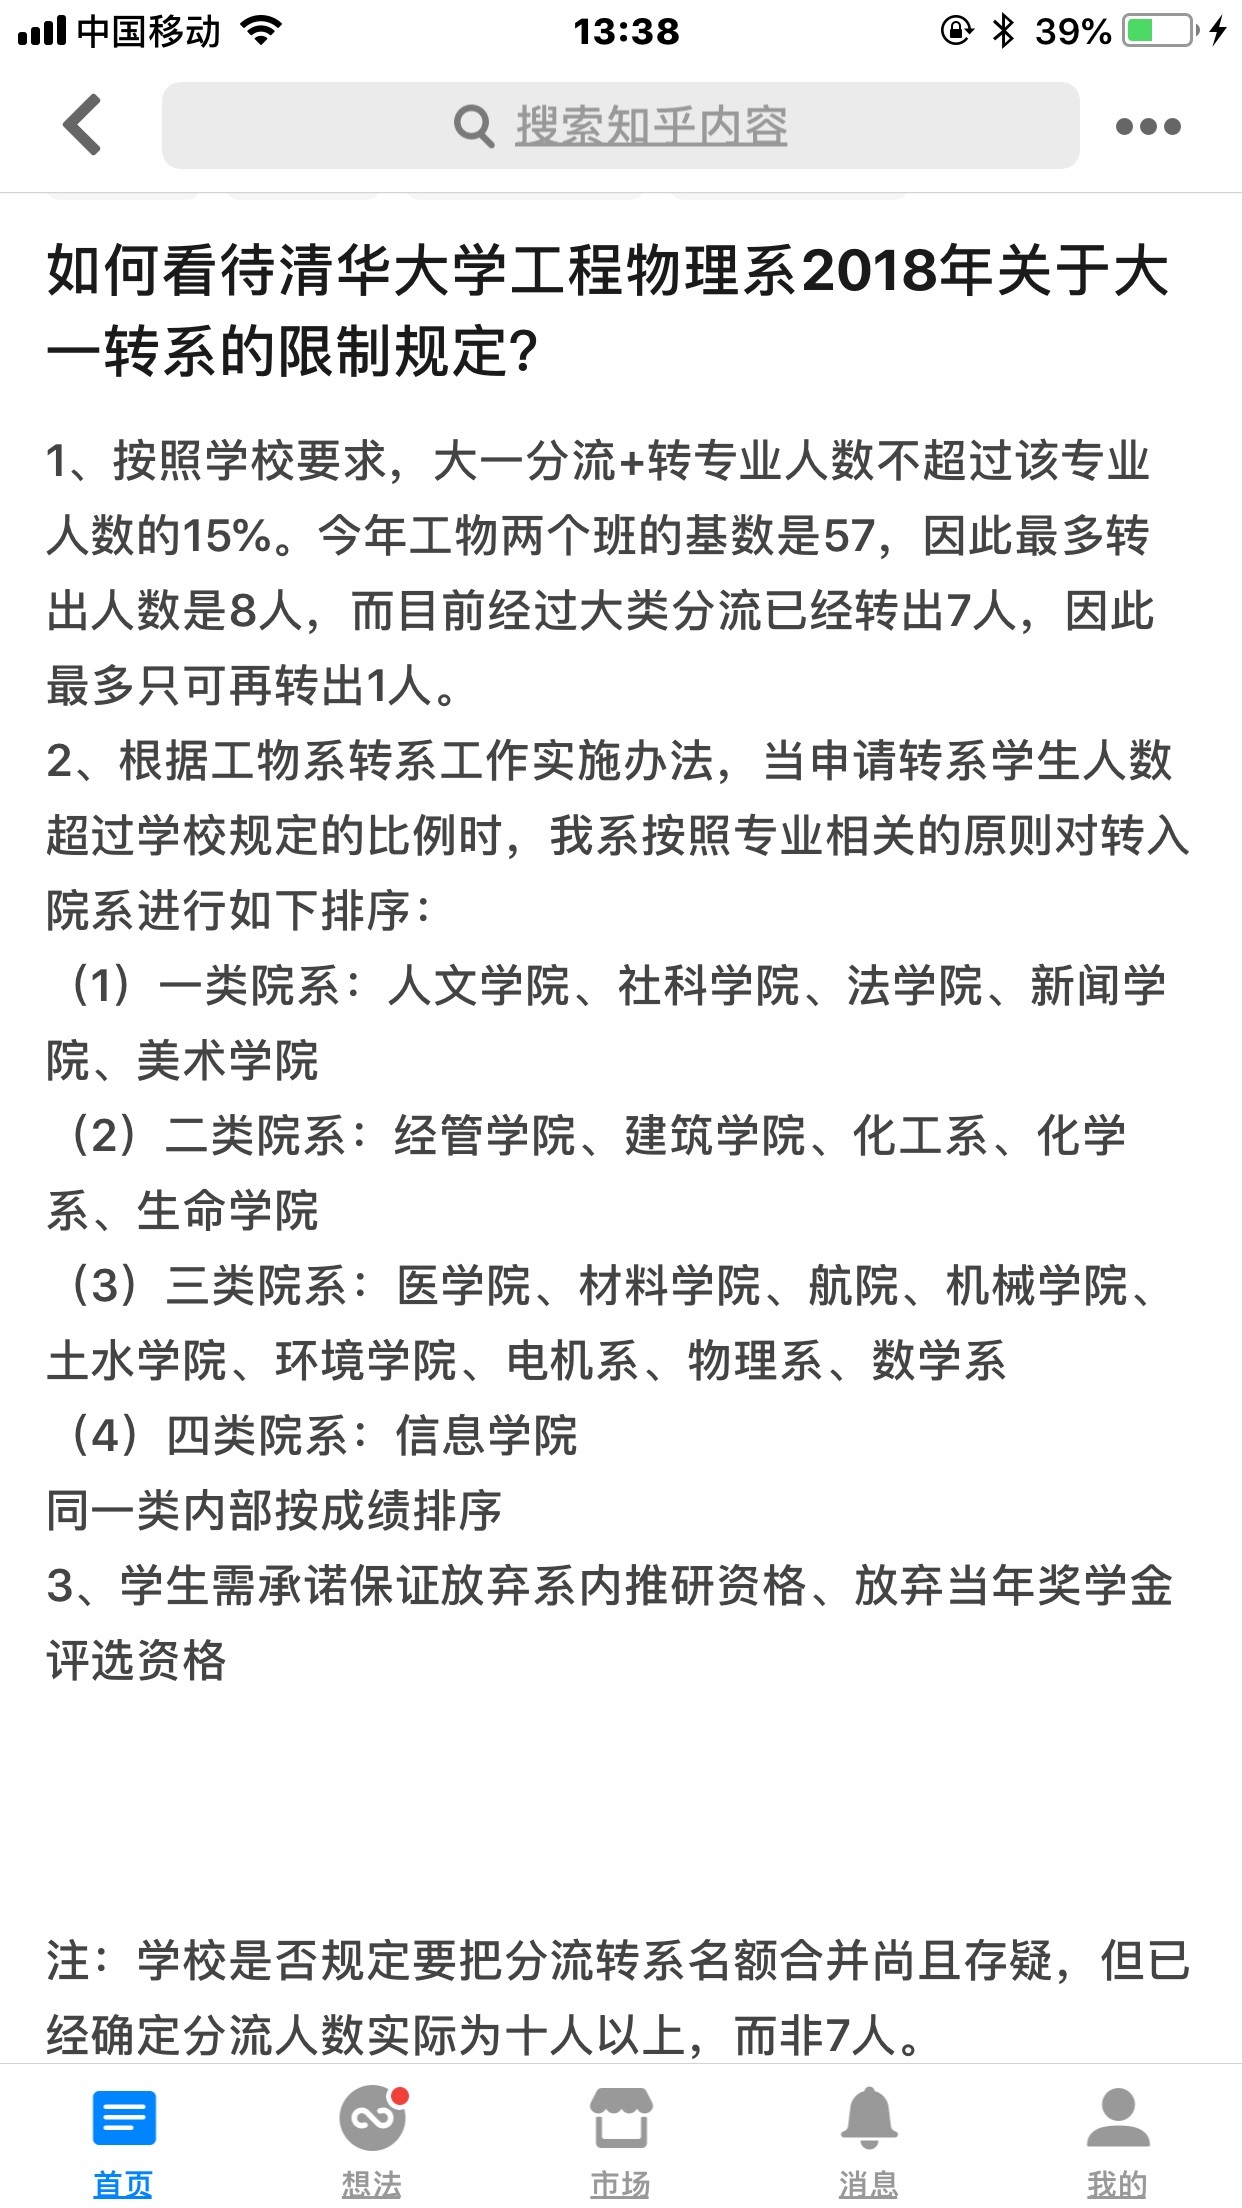 中国移动 13:38 39%
搜索知乎内容
如何看待清华大学工程物理系2018年关于大
一转系的限制规定?
1、按照学校要求，大一分流+转专业人数不超过该专业
人数的15%。今年工物两个班的基数是57，因此最多转
出人数是8人，而目前经过大类分流已经转出7人，因此
最多只可再转出1人。
2、根据工物系转系工作实施办法，当申请转系学生人数
超过学校规定的比例时，我系按照专业相关的原则对转入
院系进行如下排序：
（1）一类院系：人文学院、社科学院、法学院、新闻学
院、美术学院
（2）二类院系：经管学院、建筑学院、化工系、化学
系、生命学院
（3）三类院系：医学院、材料学院、航院、机械学院、
土水学院、环境学院、电机系、物理系、数学系
（4）四类院系：信息学院
同一类内部按成绩排序
3、学生需承诺保证放弃系内推研资格、放弃当年奖学金
评选资格
注：学校是否规定要把分流转系名额合并尚且存疑，但已
经确定分流人数实际为十人以上，而非7人。
首页 想法 市场 消息 我的